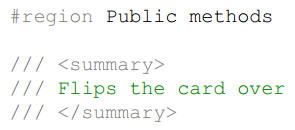 #region Public methods
/// <summary>
/// Flips the card over
/// </summary>